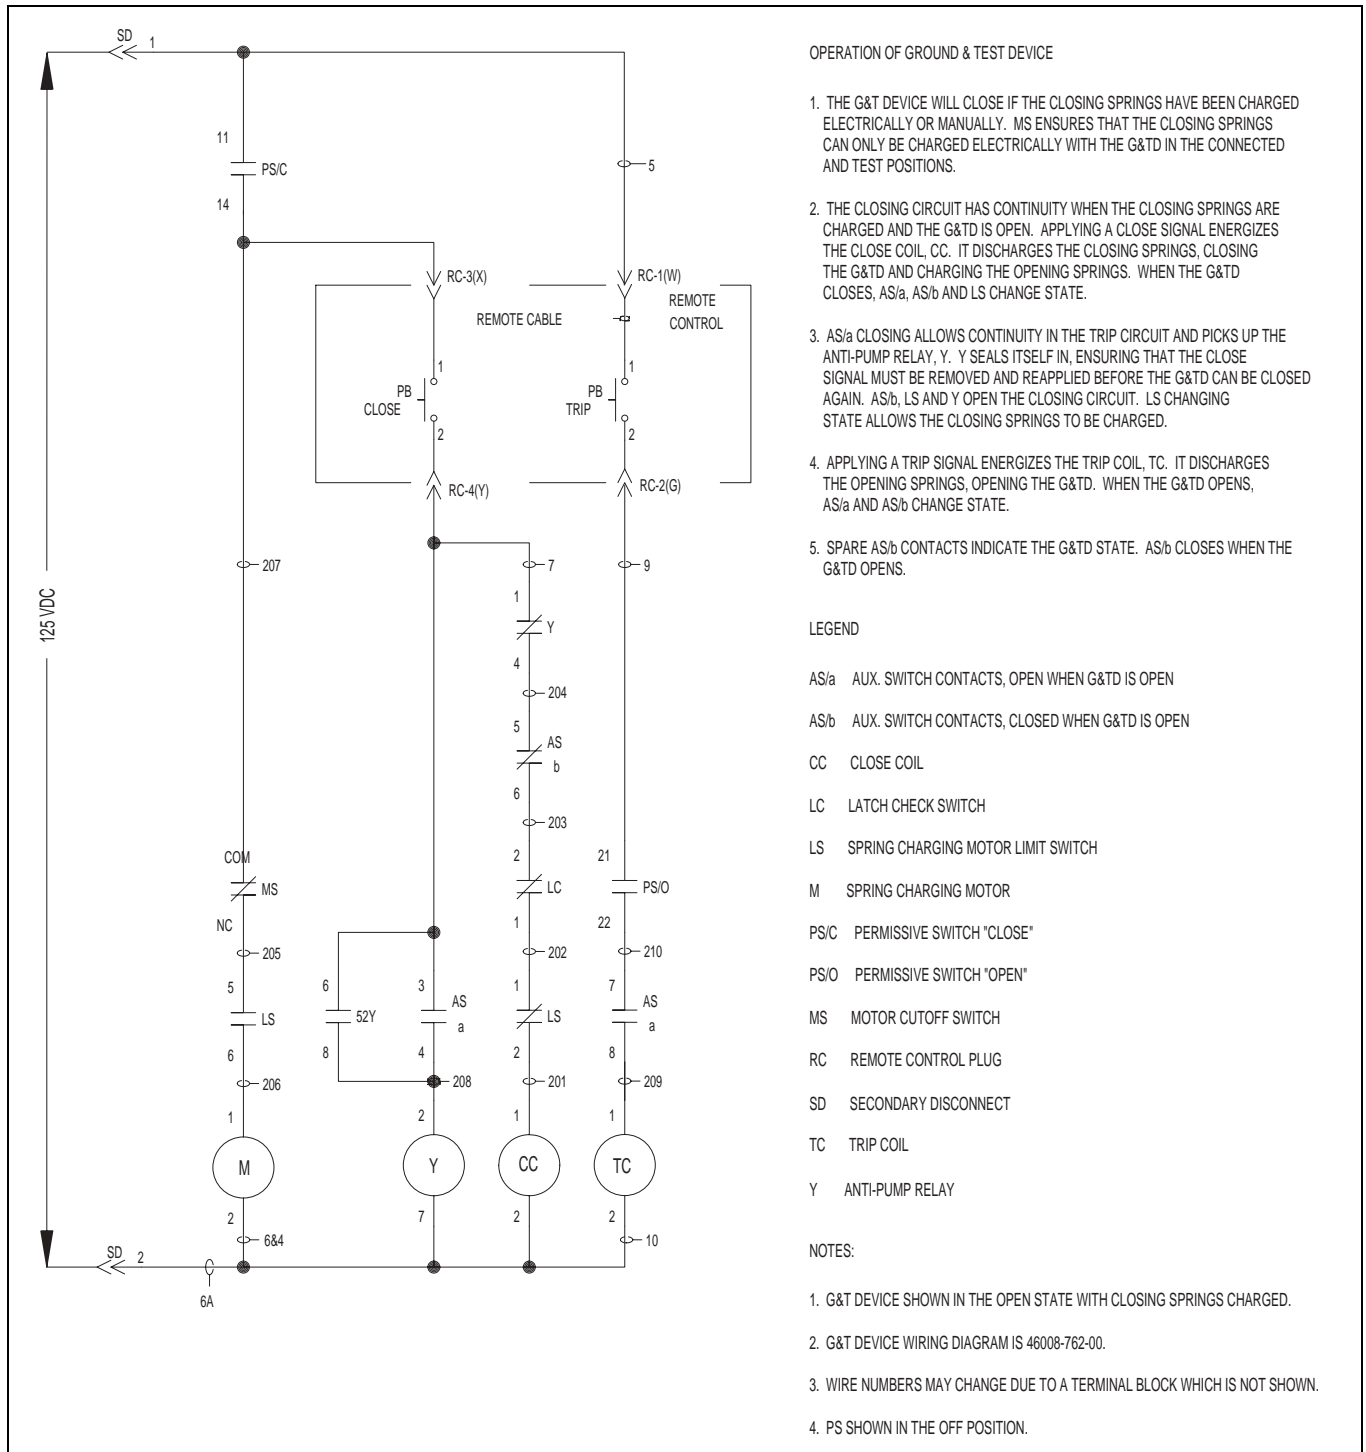 SD 1
11
PS/C
14
5
RC-3(X)
RC-1(W)
REMOTE
REMOTE CABLE
CONTROL
1
1
PB
PB
CLOSE
TRIP
2
2
RC-4(Y)
RC-2(G)
207
7
9
125 VDC
1
Y
4
204
5
AS
b
6
203
COM
2
21
MS
LC
PS/O
NC
1
22
205
202
210
5
6
3
AS
1
7
AS
LS
52Y
a
LS
a
6
8
4
2
8
206
208
201
209
1
2
1
1
M
Y
CC
TC
2
7
2
2
6&4
10
SD 2
6A
OPERATION OF GROUND & TEST DEVICE
1. THE G&T DEVICE WILL CLOSE IF THE CLOSING SPRINGS HAVE BEEN CHARGED
ELECTRICALLY OR MANUALLY. MS ENSURES THAT THE CLOSING SPRINGS
CAN ONLY BE CHARGED ELECTRICALLY WITH THE G&TD IN THE CONNECTED
AND TEST POSITIONS.
2. THE CLOSING CIRCUIT HAS CONTINUITY WHEN THE CLOSING SPRINGS ARE
CHARGED AND THE G&TD IS OPEN. APPLYING A CLOSE SIGNAL ENERGIZES
THE CLOSE COIL, CC. IT DISCHARGES THE CLOSING SPRINGS, CLOSING
THE G&TD AND CHARGING THE OPENING SPRINGS. WHEN THE G&TD
CLOSES, AS/a, AS/b AND LS CHANGE STATE.
3. AS/a CLOSING ALLOWS CONTINUITY IN THE TRIP CIRCUIT AND PICKS UP THE
ANTI-PUMP RELAY, Y. Y SEALS ITSELF IN, ENSURING THAT THE CLOSE
SIGNAL MUST BE REMOVED AND REAPPLIED BEFORE THE G&TD CAN BE CLOSED
AGAIN. AS/b, LS AND Y OPEN THE CLOSING CIRCUIT. LS CHANGING
STATE ALLOWS THE CLOSING SPRINGS TO BE CHARGED.
4. APPLYING A TRIP SIGNAL ENERGIZES THE TRIP COIL, TC. IT DISCHARGES
THE OPENING SPRINGS, OPENING THE G&TD. WHEN THE G&TD OPENS,
AS/a AND AS/b CHANGE STATE.
5. SPARE AS/b CONTACTS INDICATE THE G&TD STATE. AS/b CLOSES WHEN THE
G&TD OPENS.
LEGEND
AS/a AUX. SWITCH CONTACTS, OPEN WHEN G&TD IS OPEN
AS/b AUX. SWITCH CONTACTS, CLOSED WHEN G&TD IS OPEN
CC CLOSE COIL
LC LATCH CHECK SWITCH
LS SPRING CHARGING MOTOR LIMIT SWITCH
M SPRING CHARGING MOTOR
PS/C PERMISSIVE SWITCH "CLOSE"
PS/O PERMISSIVE SWITCH "OPEN"
MS MOTOR CUTOFF SWITCH
RC REMOTE CONTROL PLUG
SD SECONDARY DISCONNECT
TC TRIP COIL
Y ANTI-PUMP RELAY
NOTES:
1. G&T DEVICE SHOWN IN THE OPEN STATE WITH CLOSING SPRINGS CHARGED.
2. G&T DEVICE WIRING DIAGRAM IS 46008-762-00.
3. WIRE NUMBERS MAY CHANGE DUE TO A TERMINAL BLOCK WHICH IS NOT SHOWN.
4. PS SHOWN IN THE OFF POSITION.